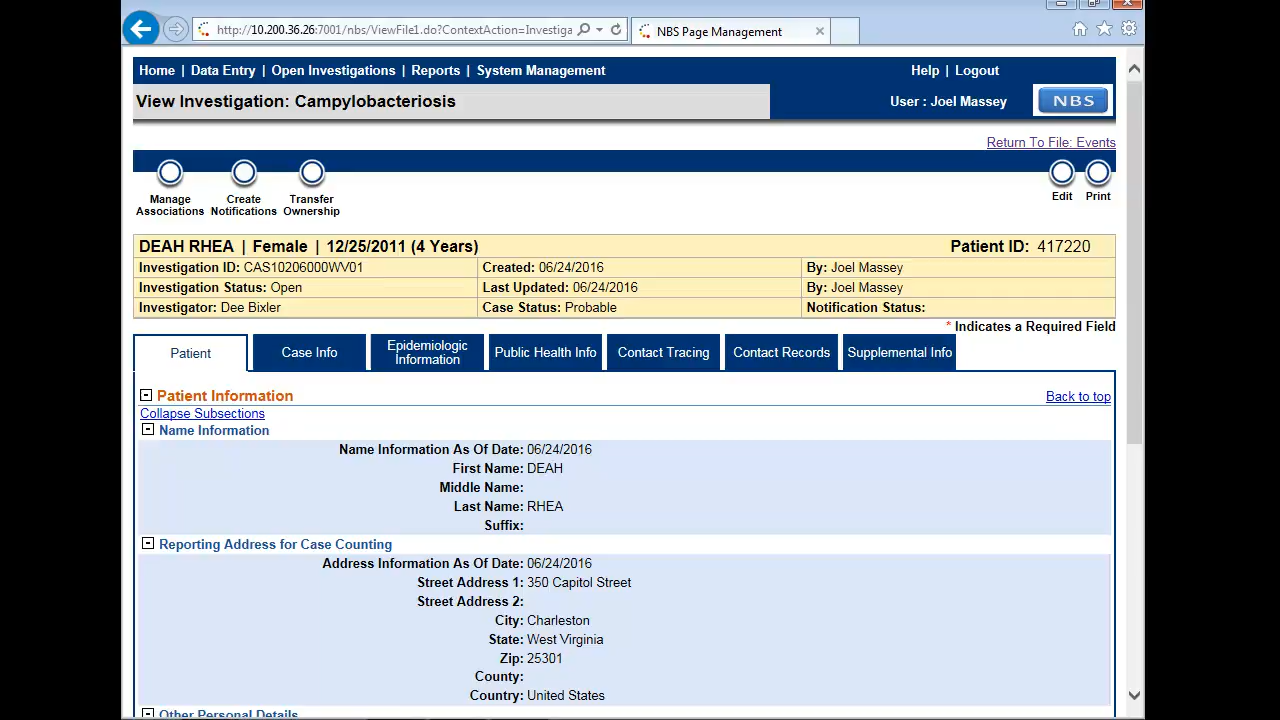 http://10.200.36.26:7001/nbs/ViewFile1.do?ContextAction=Investiga
NBS Page Management
Home | Data Entry | Open Investigations | Reports | System Management
Help | Logout
View Investigation: Campylobacteriosis
User : Joel Massey
NBS
Return To File: Events
Manage Associations
Create Notifications
Transfer Ownership
Edit
Print
DEAH RHEA | Female | 12/25/2011 (4 Years)
Patient ID: 417220
Investigation ID: CAS10206000WV01
Created: 06/24/2016
By: Joel Massey
Investigation Status: Open
Last Updated: 06/24/2016
By: Joel Massey
Investigator: Dee Bixler
Case Status: Probable
Notification Status:
* Indicates a Required Field
Patient
Case Info
Epidemiologic Information
Public Health Info
Contact Tracing
Contact Records
Supplemental Info
Patient Information
Back to top
Collapse Subsections
Name Information
Name Information As Of Date: 06/24/2016
First Name: DEAH
Middle Name:
Last Name: RHEA
Suffix:
Reporting Address for Case Counting
Address Information As Of Date: 06/24/2016
Street Address 1: 350 Capitol Street
Street Address 2:
City: Charleston
State: West Virginia
Zip: 25301
County:
Country: United States
Other Personal Details